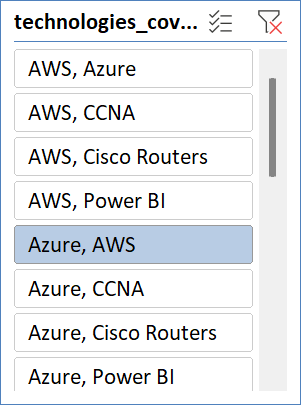 technologies_cov...
AWS, Azure
AWS, CCNA
AWS, Cisco Routers
AWS, Power BI
Azure, AWS
Azure, CCNA
Azure, Cisco Routers
Azure, Power BI